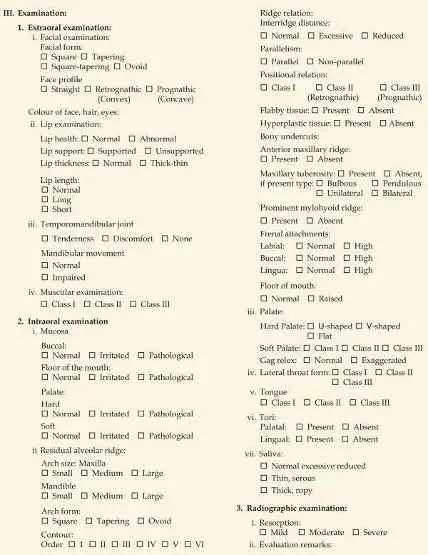 III. Examination:
1. Extraoral examination:
i. Facial examination:
Facial form:
☐ Square ☐ Tapering
☐ Square-tapering ☐ Ovoid
Face profile
☐ Straight ☐ Retrognathic ☐ Prognathic
(Convex) (Concave)
Colour of face, hair, eyes:
ii. Lip examination:
Lip health: ☐ Normal ☐ Abnormal
Lip support: ☐ Supported ☐ Unsupported
Lip thickness: ☐ Normal ☐ Thick-thin
Lip length:
☐ Normal
☐ Long
☐ Short
iii. Temporomandibular joint
☐ Tenderness ☐ Discomfort ☐ None
Mandibular movement
☐ Normal
☐ Impaired
iv. Muscular examination:
☐ Class I ☐ Class II ☐ Class III
2. Intraoral examination
i. Mucosa
Buccal:
☐ Normal ☐ Irritated ☐ Pathological
Floor of the mouth:
☐ Normal ☐ Irritated ☐ Pathological
Palate:
Hard
☐ Normal ☐ Irritated ☐ Pathological
Soft
☐ Normal ☐ Irritated ☐ Pathological
ii Residual alveolar ridge:
Arch size: Maxilla
☐ Small ☐ Medium ☐ Large
Mandible
☐ Small ☐ Medium ☐ Large
Arch form:
☐ Square ☐ Tapering ☐ Ovoid
Contour:
Order ☐ I ☐ II ☐ III ☐ IV ☐ V ☐ VI
Ridge relation:
Interridge distance:
☐ Normal ☐ Excessive ☐ Reduced
Parallelism:
☐ Parallel ☐ Non-parallel
Positional relation:
☐ Class I ☐ Class II ☐ Class III
(Retrognathic) (Prognathic)
Flabby tissue: ☐ Present ☐ Absent
Hyperplastic tissue: ☐ Present ☐ Absent
Bony undercuts:
Anterior maxillary ridge:
☐ Present ☐ Absent
Maxillary tuberosity: ☐ Present ☐ Absent,
if present type: ☐ Bulbous ☐ Pendulous
☐ Unilateral ☐ Bilateral
Prominent mylohyoid ridge:
☐ Present ☐ Absent
Frenal attachments:
Labial: ☐ Normal ☐ High
Buccal: ☐ Normal ☐ High
Lingua: ☐ Normal ☐ High
Floor of mouth:
☐ Normal ☐ Raised
iii. Palate:
Hard Palate: ☐ U-shaped ☐ V-shaped
☐ Flat
Soft Palate: ☐ Class I ☐ Class II ☐ Class III
Gag relex: ☐ Normal ☐ Exaggerated
iv. Lateral throat form: ☐ Class I ☐ Class II
☐ Class III
v. Tongue
☐ Class I ☐ Class II ☐ Class III
vi. Tori:
Palatal: ☐ Present ☐ Absent
Lingual: ☐ Present ☐ Absent
vii. Saliva:
☐ Normal excessive reduced
☐ Thin, serous
☐ Thick, ropy
3. Radiographic examination:
i. Resorption:
☐ Mild ☐ Moderate ☐ Severe
ii. Evaluation remarks: